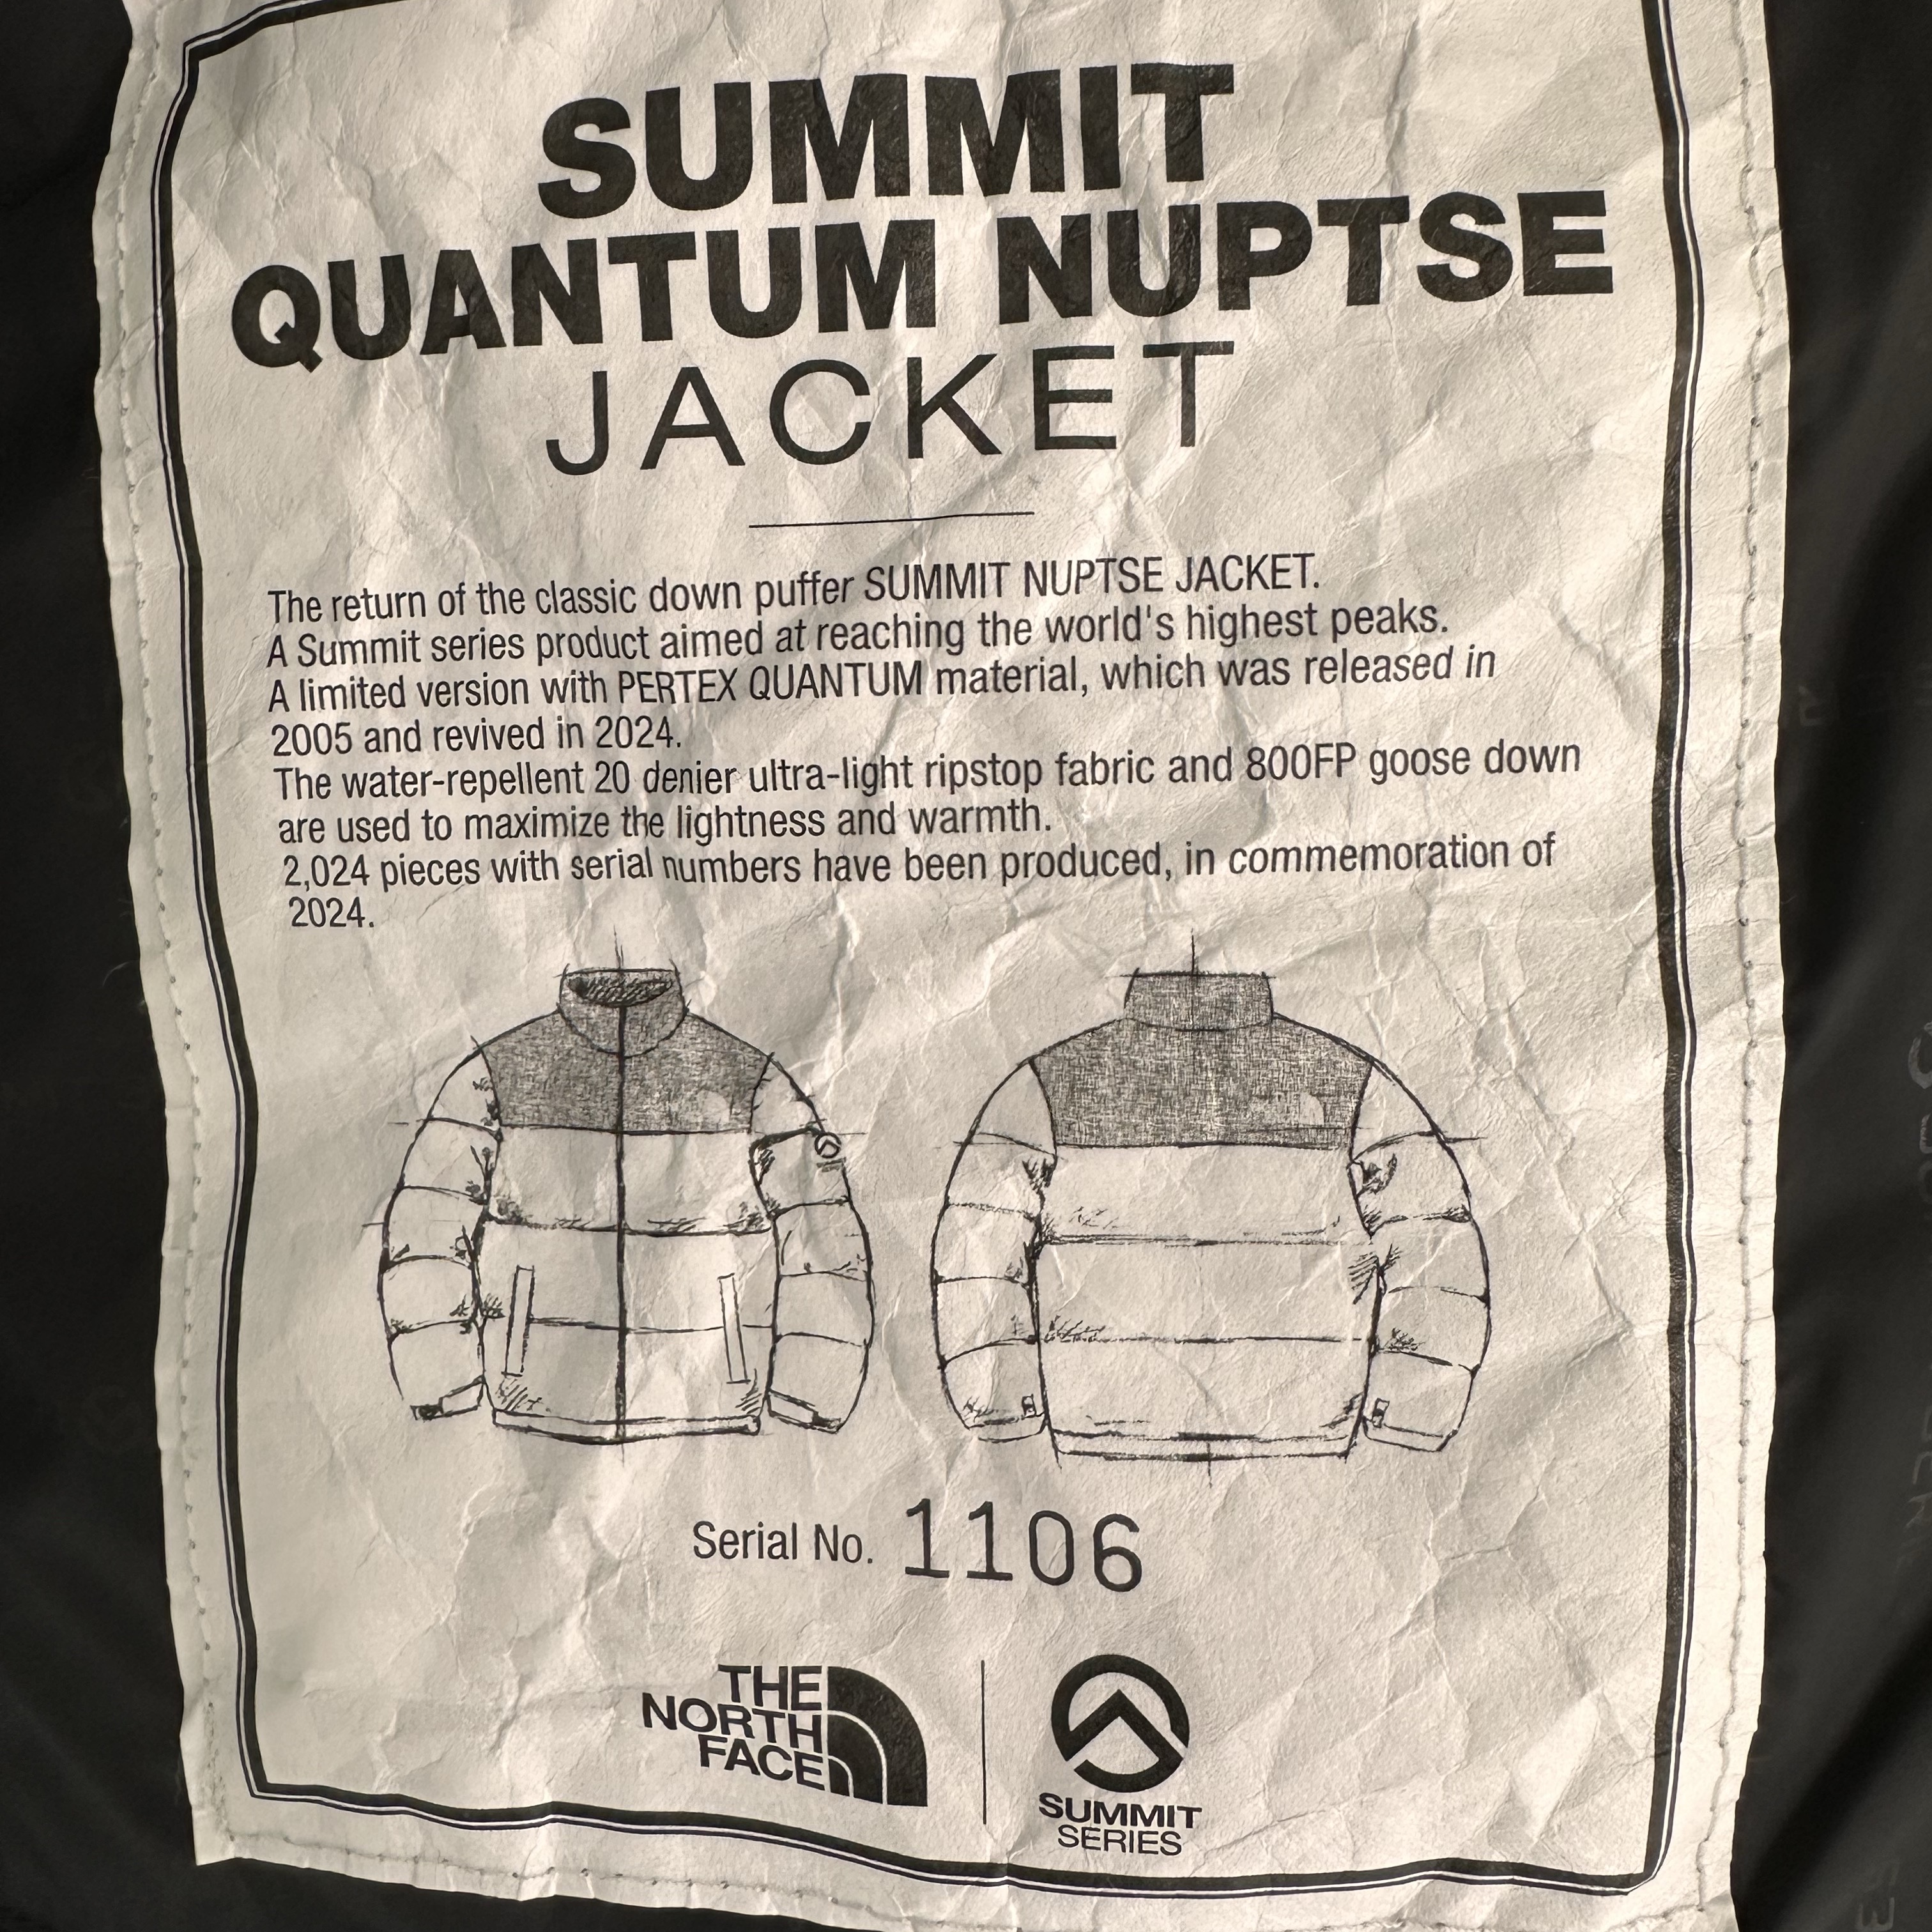 SUMMIT
QUANTUM NUPTSE
JACKET
The return of the classic down puffer SUMMIT NUPTSE JACKET.
A Summit series product aimed at reaching the world's highest peaks.
A limited version with PERTEX QUANTUM material, which was released in
2005 and revived in 2024.
The water-repellent 20 denier ultra-light ripstop fabric and 800FP goose down
are used to maximize the lightness and warmth.
2,024 pieces with serial numbers have been produced, in commemoration of
2024.
Serial No. 1106
THE
NORTH
FACE
SUMMIT
SERIES